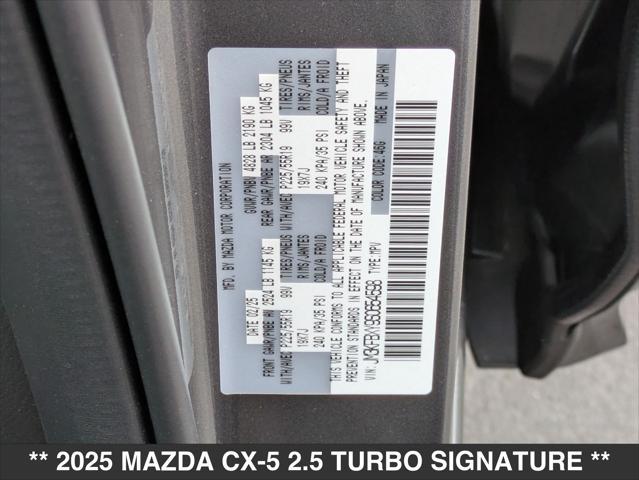 MFD. BY MAZDA MOTOR CORPORATION
DATE 02/25 GVWR/PNBV 4828 LB 2190 KG
FRONT GAWR/PNBE AV 2524 LB 1145 KG REAR GAWR/PNBE AR 2304 LB 1045 KG
WITH/AVEC P225/55R19 99V TIRES/PNEUS WITH/AVEC P225/55R19 99V TIRES/PNEUS
19X7J RIMS/JANTES 19X7J RIMS/JANTES
240 KPA/35 PSI COLD/A FROID 240 KPA/35 PSI COLD/A FROID
THIS VEHICLE CONFORMS TO ALL APPLICABLE FEDERAL MOTOR VEHICLE SAFETY AND THEFT
PREVENTION STANDARDS IN EFFECT ON THE DATE OF MANUFACTURE SHOWN ABOVE.
VIN: TYPE:MPV COLOR CODE:46G MADE IN JAPAN
** 2025 MAZDA CX-5 2.5 TURBO SIGNATURE **